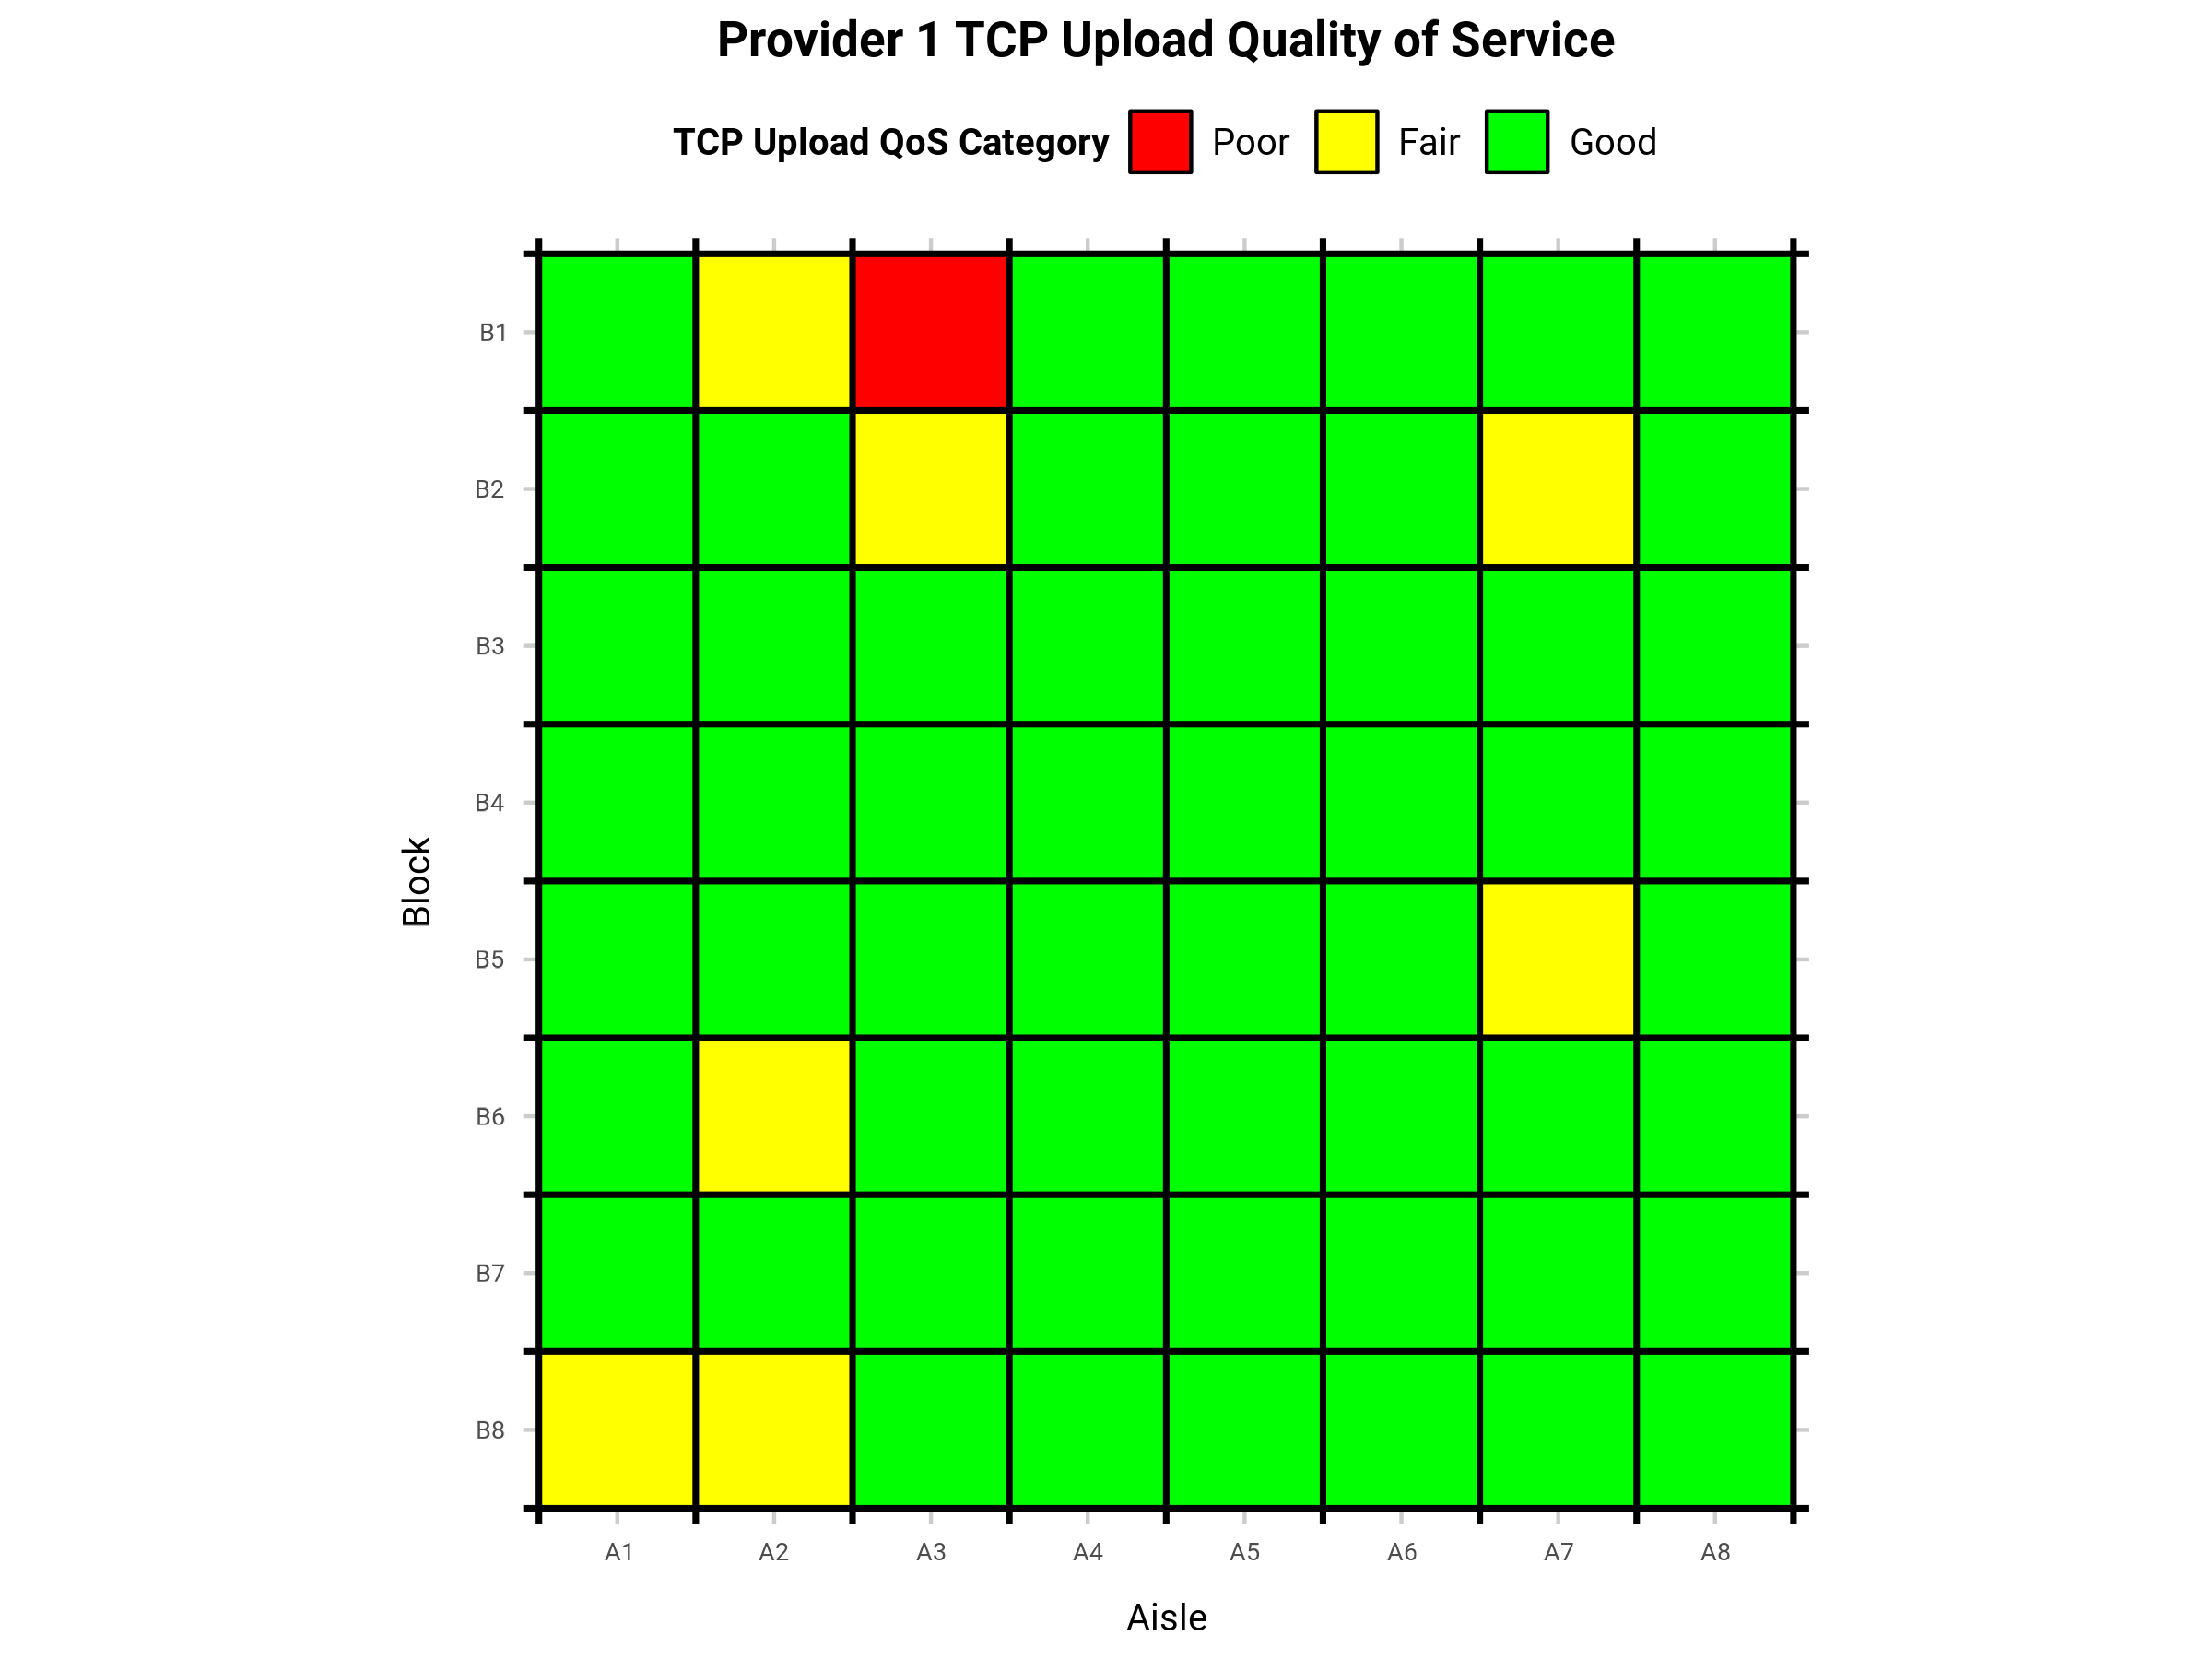 Provider 1 TCP Upload Quality of Service
TCP Upload QoS Category Poor Fair Good
B1
B2
B3
B4
B5
B6
B7
B8
Block
A1 A2 A3 A4 A5 A6 A7 A8
Aisle